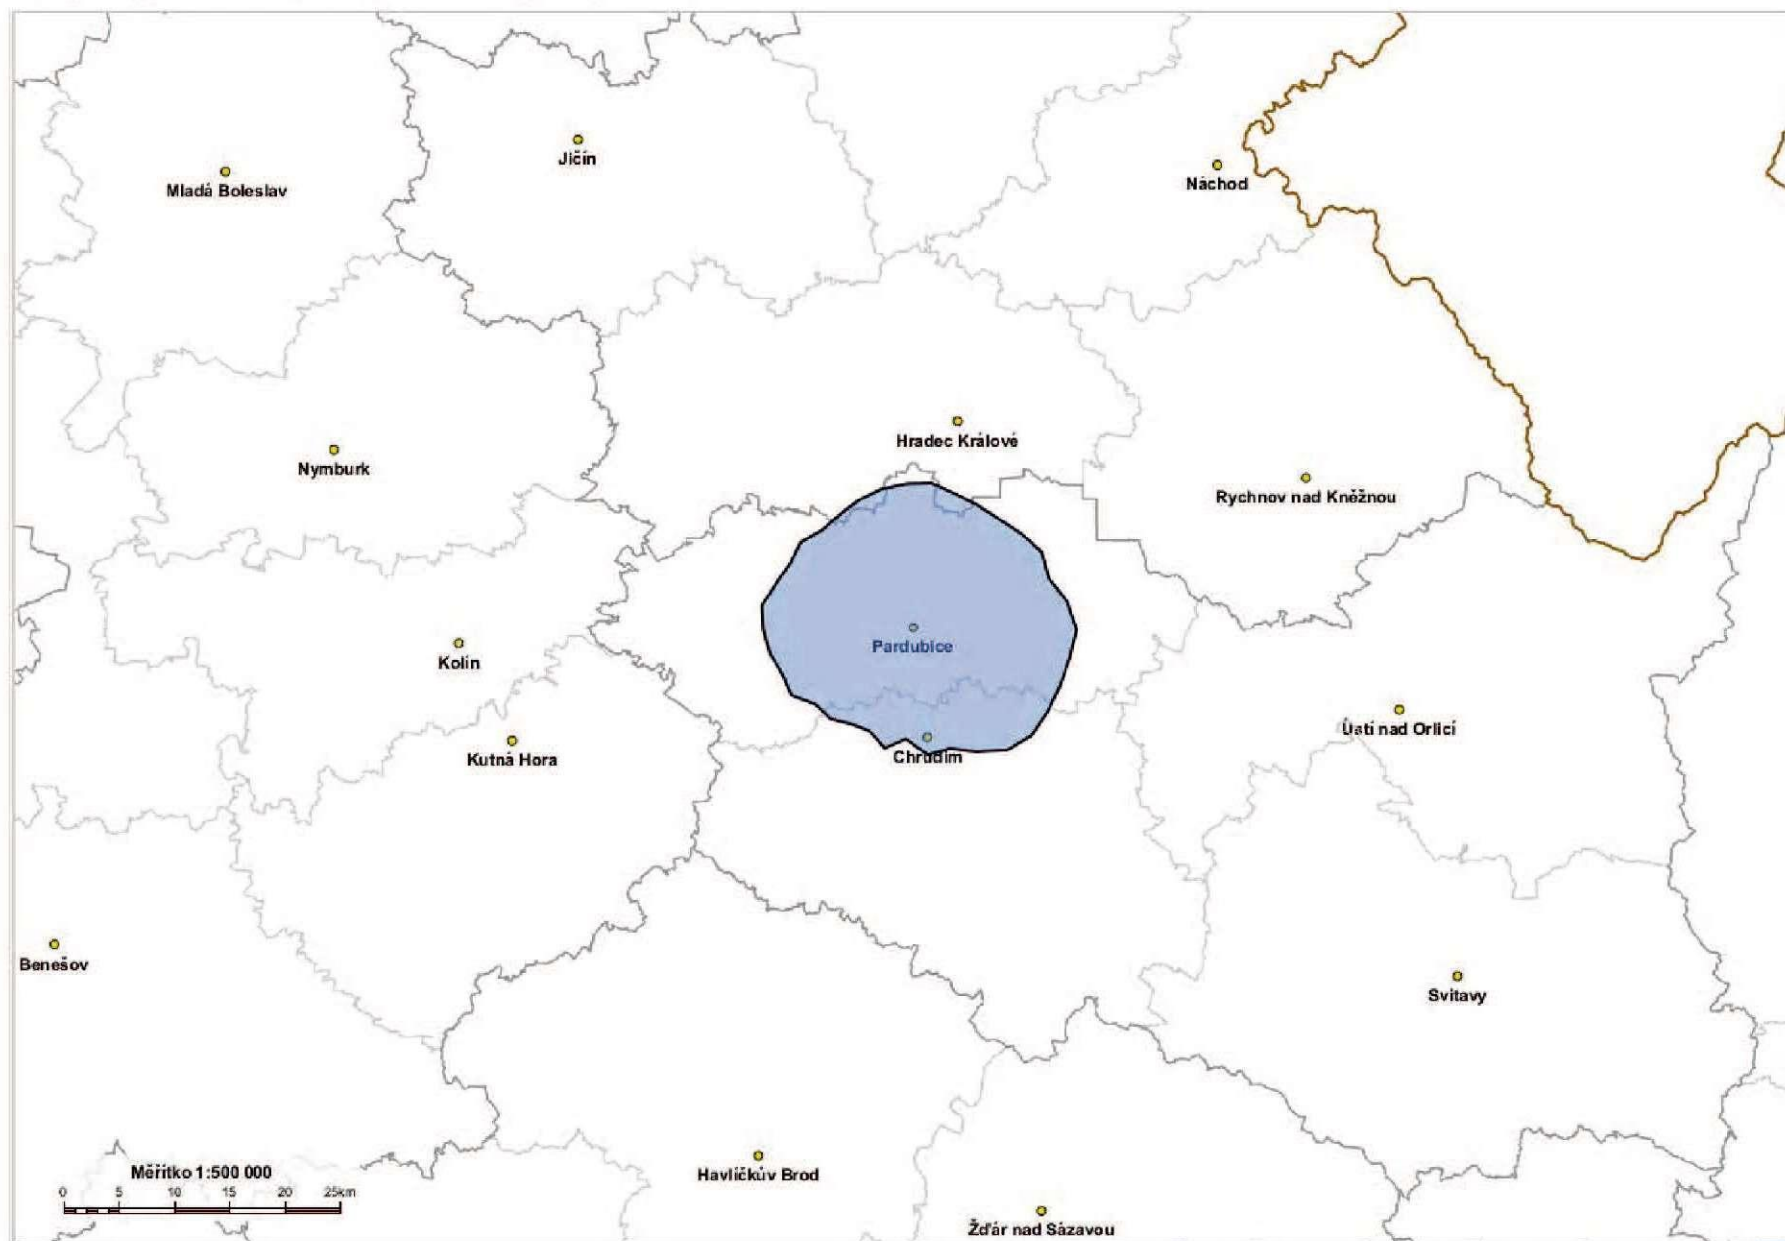 Jičín
Náchod
Mladá Boleslav
Hradec Králové
Nymburk
Rychnov nad Kněžnou
Pardubice
Kolín
Ústí nad Orlicí
Kutná Hora
Chrudim
Benešov
Svitavy
Havlíčkův Brod
Měřítko 1:500 000
0 5 10 15 20 25km
Žďár nad Sázavou